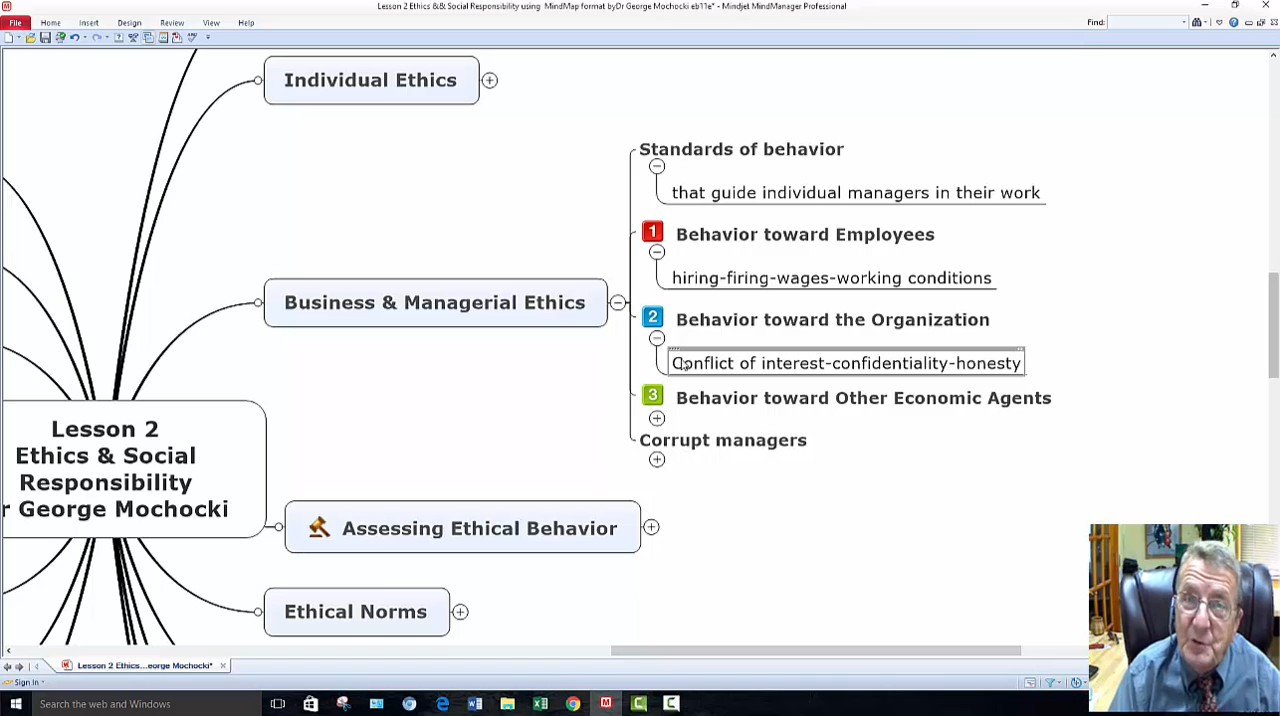 Lesson 2 Ethics && Social Responsibility using MindMap format byDr George Mochocki eb11e* - Mindjet MindManager Professional
File Home Insert Design Review View Help
Find:
Individual Ethics
Standards of behavior
that guide individual managers in their work
1 Behavior toward Employees
hiring-firing-wages-working conditions
Business & Managerial Ethics
2 Behavior toward the Organization
Conflict of interest-confidentiality-honesty
3 Behavior toward Other Economic Agents
Corrupt managers
Lesson 2
Ethics & Social
Responsibility
r George Mochocki
Assessing Ethical Behavior
Ethical Norms
Lesson 2 Ethics...eorge Mochocki*
Sign In
Search the web and Windows